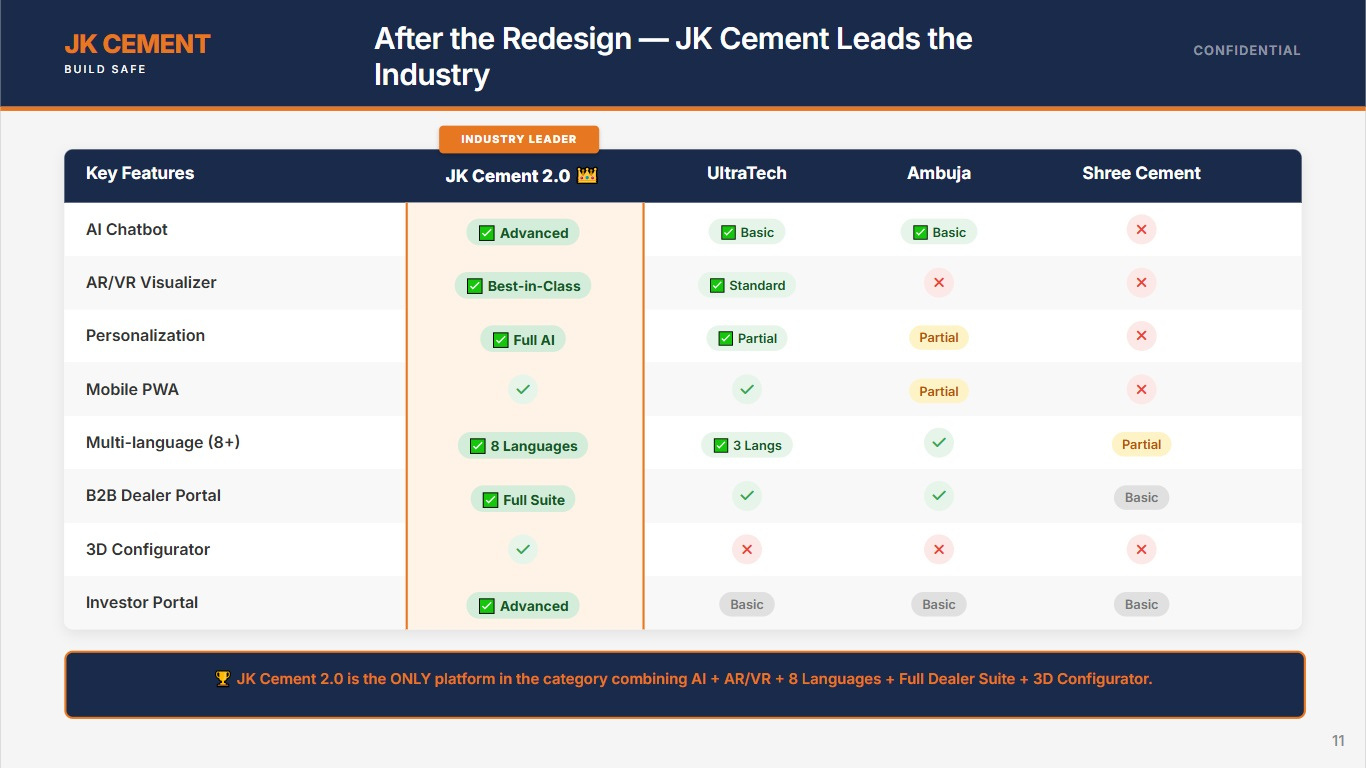 JK CEMENT
BUILD SAFE
After the Redesign — JK Cement Leads the
Industry
CONFIDENTIAL
INDUSTRY LEADER
Key Features JK Cement 2.0 👑 UltraTech Ambuja Shree Cement
AI Chatbot ✅ Advanced ✅ Basic ✅ Basic ✕
AR/VR Visualizer ✅ Best-in-Class ✅ Standard ✕ ✕
Personalization ✅ Full AI ✅ Partial Partial ✕
Mobile PWA ✓ ✓ Partial ✕
Multi-language (8+) ✅ 8 Languages ✅ 3 Langs ✓ Partial
B2B Dealer Portal ✅ Full Suite ✓ ✓ Basic
3D Configurator ✓ ✕ ✕ ✕
Investor Portal ✅ Advanced Basic Basic Basic
🏆 JK Cement 2.0 is the ONLY platform in the category combining AI + AR/VR + 8 Languages + Full Dealer Suite + 3D Configurator.
11